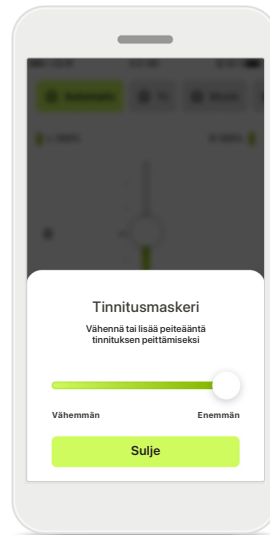 Tinnitusmaskeri
Vähennä tai lisää peiteääntä
tinnituksen peittämiseksi
Vähemmän
Enemmän
Sulje